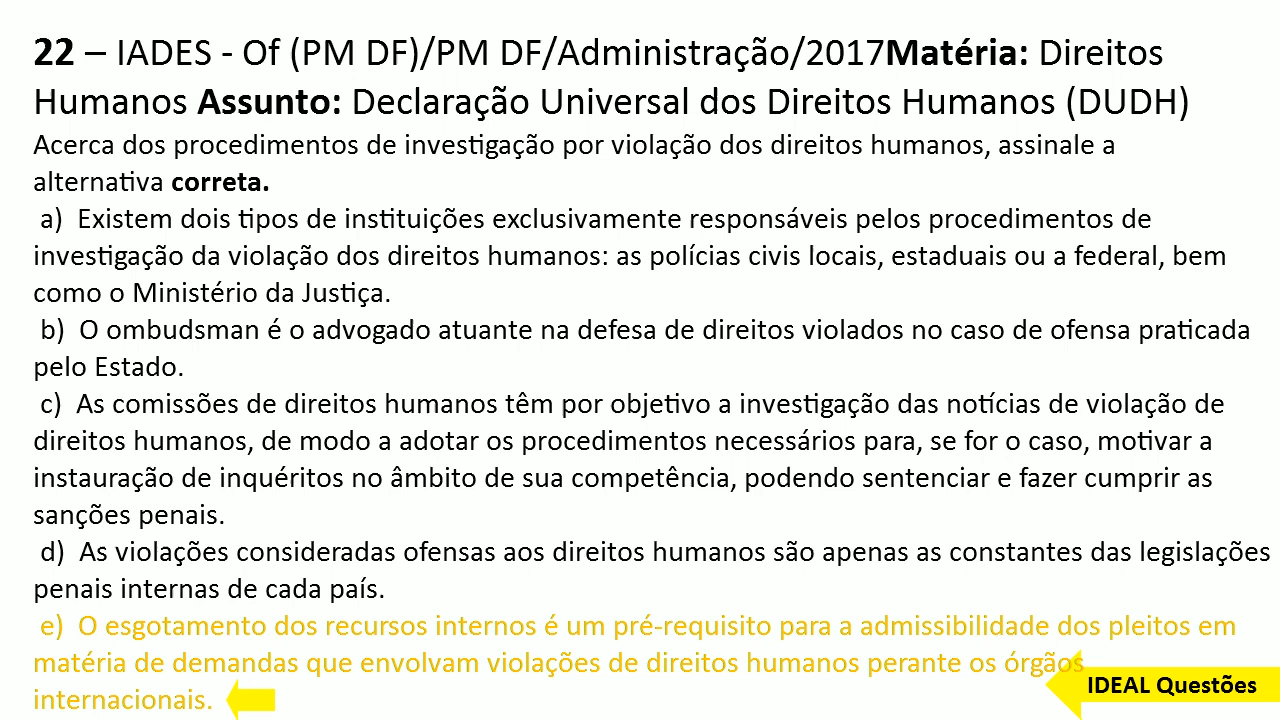 22 – IADES - Of (PM DF)/PM DF/Administração/2017Matéria: Direitos
Humanos Assunto: Declaração Universal dos Direitos Humanos (DUDH)
Acerca dos procedimentos de investigação por violação dos direitos humanos, assinale a
alternativa correta.
a) Existem dois tipos de instituições exclusivamente responsáveis pelos procedimentos de
investigação da violação dos direitos humanos: as polícias civis locais, estaduais ou a federal, bem
como o Ministério da Justiça.
b) O ombudsman é o advogado atuante na defesa de direitos violados no caso de ofensa praticada
pelo Estado.
c) As comissões de direitos humanos têm por objetivo a investigação das notícias de violação de
direitos humanos, de modo a adotar os procedimentos necessários para, se for o caso, motivar a
instauração de inquéritos no âmbito de sua competência, podendo sentenciar e fazer cumprir as
sanções penais.
d) As violações consideradas ofensas aos direitos humanos são apenas as constantes das legislações
penais internas de cada país.
e) O esgotamento dos recursos internos é um pré-requisito para a admissibilidade dos pleitos em
matéria de demandas que envolvam violações de direitos humanos perante os órgãos
internacionais.
IDEAL Questões